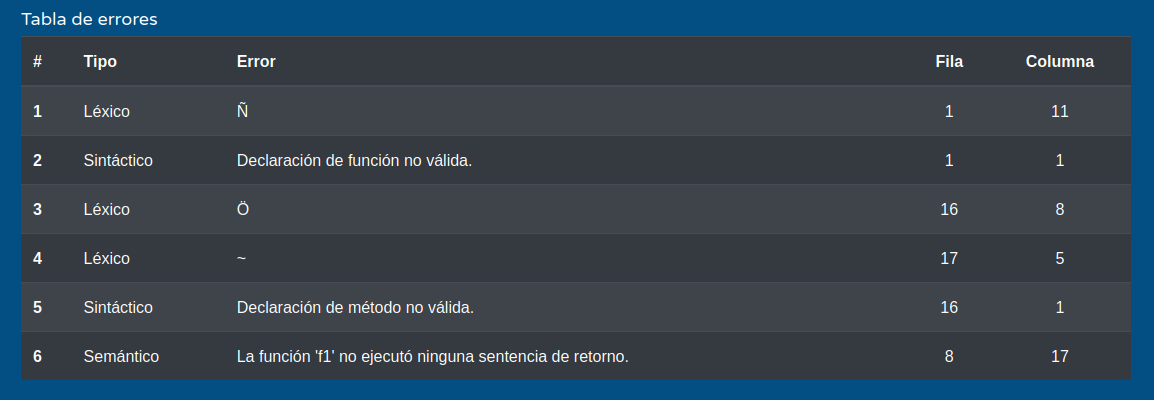 Tabla de errores
# Tipo Error Fila Columna
1 Léxico Ñ 1 11
2 Sintáctico Declaración de función no válida. 1 1
3 Léxico Ö 16 8
4 Léxico ~ 17 5
5 Sintáctico Declaración de método no válida. 16 1
6 Semántico La función 'f1' no ejecutó ninguna sentencia de retorno. 8 17